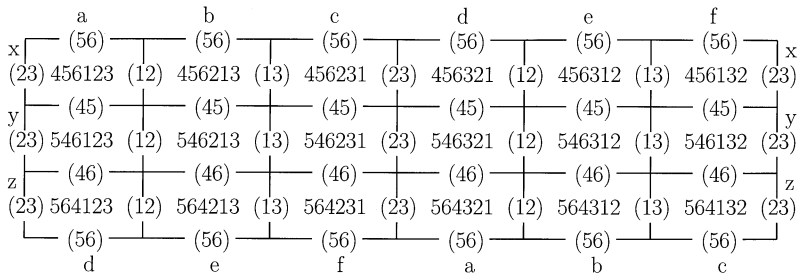 a b c d e f
(56) (56) (56) (56) (56) (56)
x x
(23) 456123 (12) 456213 (13) 456231 (23) 456321 (12) 456312 (13) 456132 (23)
(45) (45) (45) (45) (45) (45)
y y
(23) 546123 (12) 546213 (13) 546231 (23) 546321 (12) 546312 (13) 546132 (23)
(46) (46) (46) (46) (46) (46)
z z
(23) 564123 (12) 564213 (13) 564231 (23) 564321 (12) 564312 (13) 564132 (23)
(56) (56) (56) (56) (56) (56)
d e f a b c